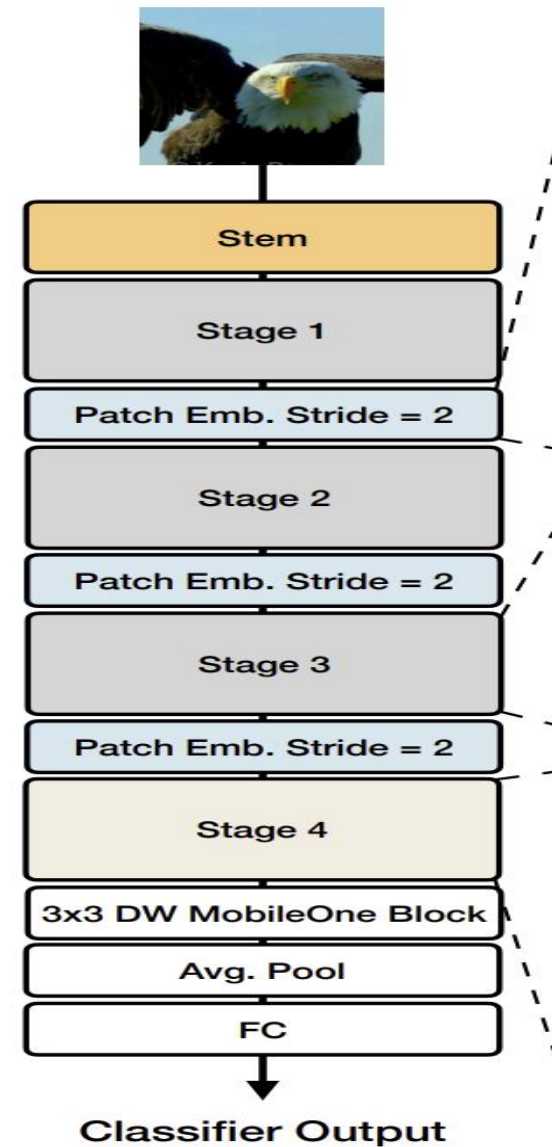 Stem
Stage 1
Patch Emb. Stride = 2
Stage 2
Patch Emb. Stride = 2
Stage 3
Patch Emb. Stride = 2
Stage 4
3x3 DW MobileOne Block
Avg. Pool
FC
Classifier Output